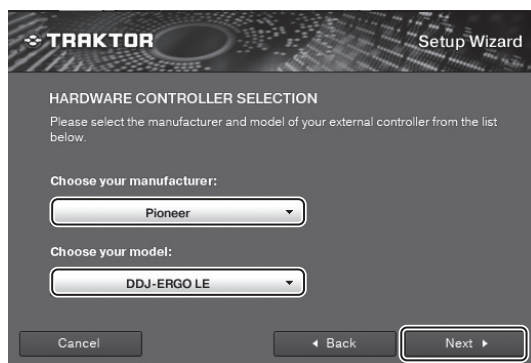 TRAKTOR
Setup Wizard
HARDWARE CONTROLLER SELECTION
Please select the manufacturer and model of your external controller from the list
below.
Choose your manufacturer:
Pioneer
Choose your model:
DDJ-ERGO LE
Cancel
Back
Next